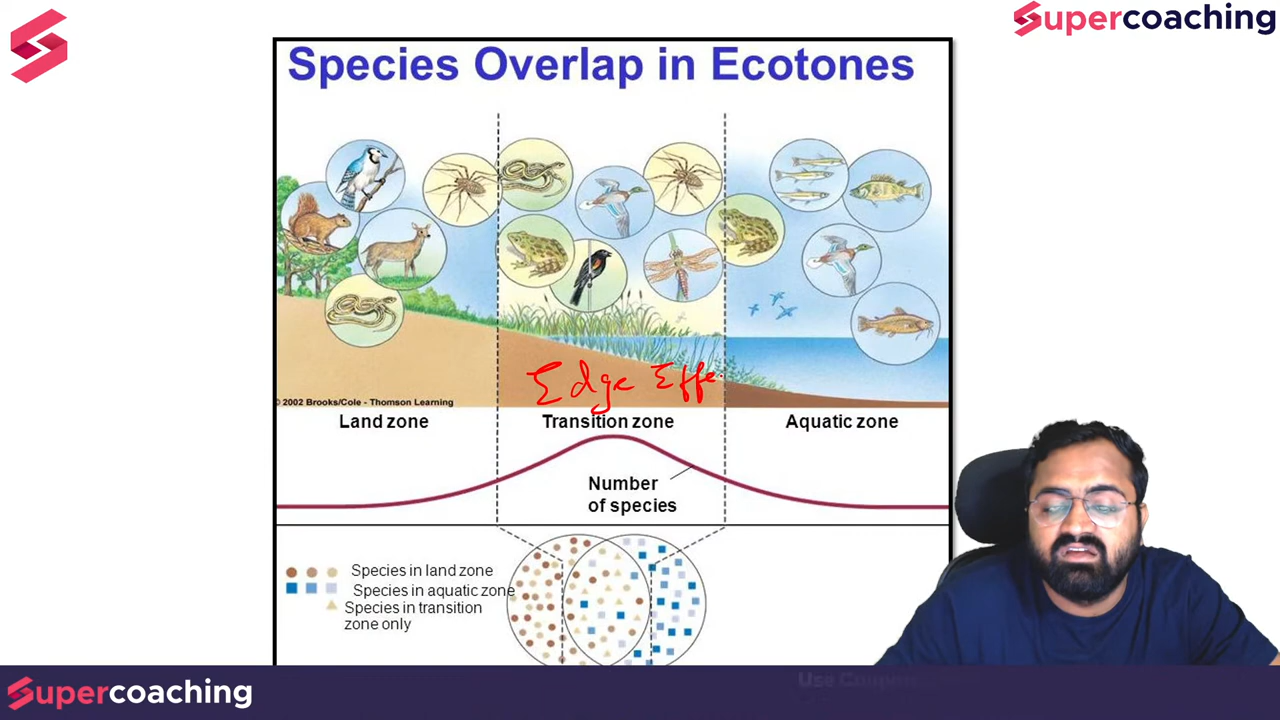 Supercoaching
Species Overlap in Ecotones
Edge Effe
© 2002 Brooks/Cole - Thomson Learning
Land zone
Transition zone
Aquatic zone
Number
of species
Species in land zone
Species in aquatic zone
Species in transition
zone only
Supercoaching